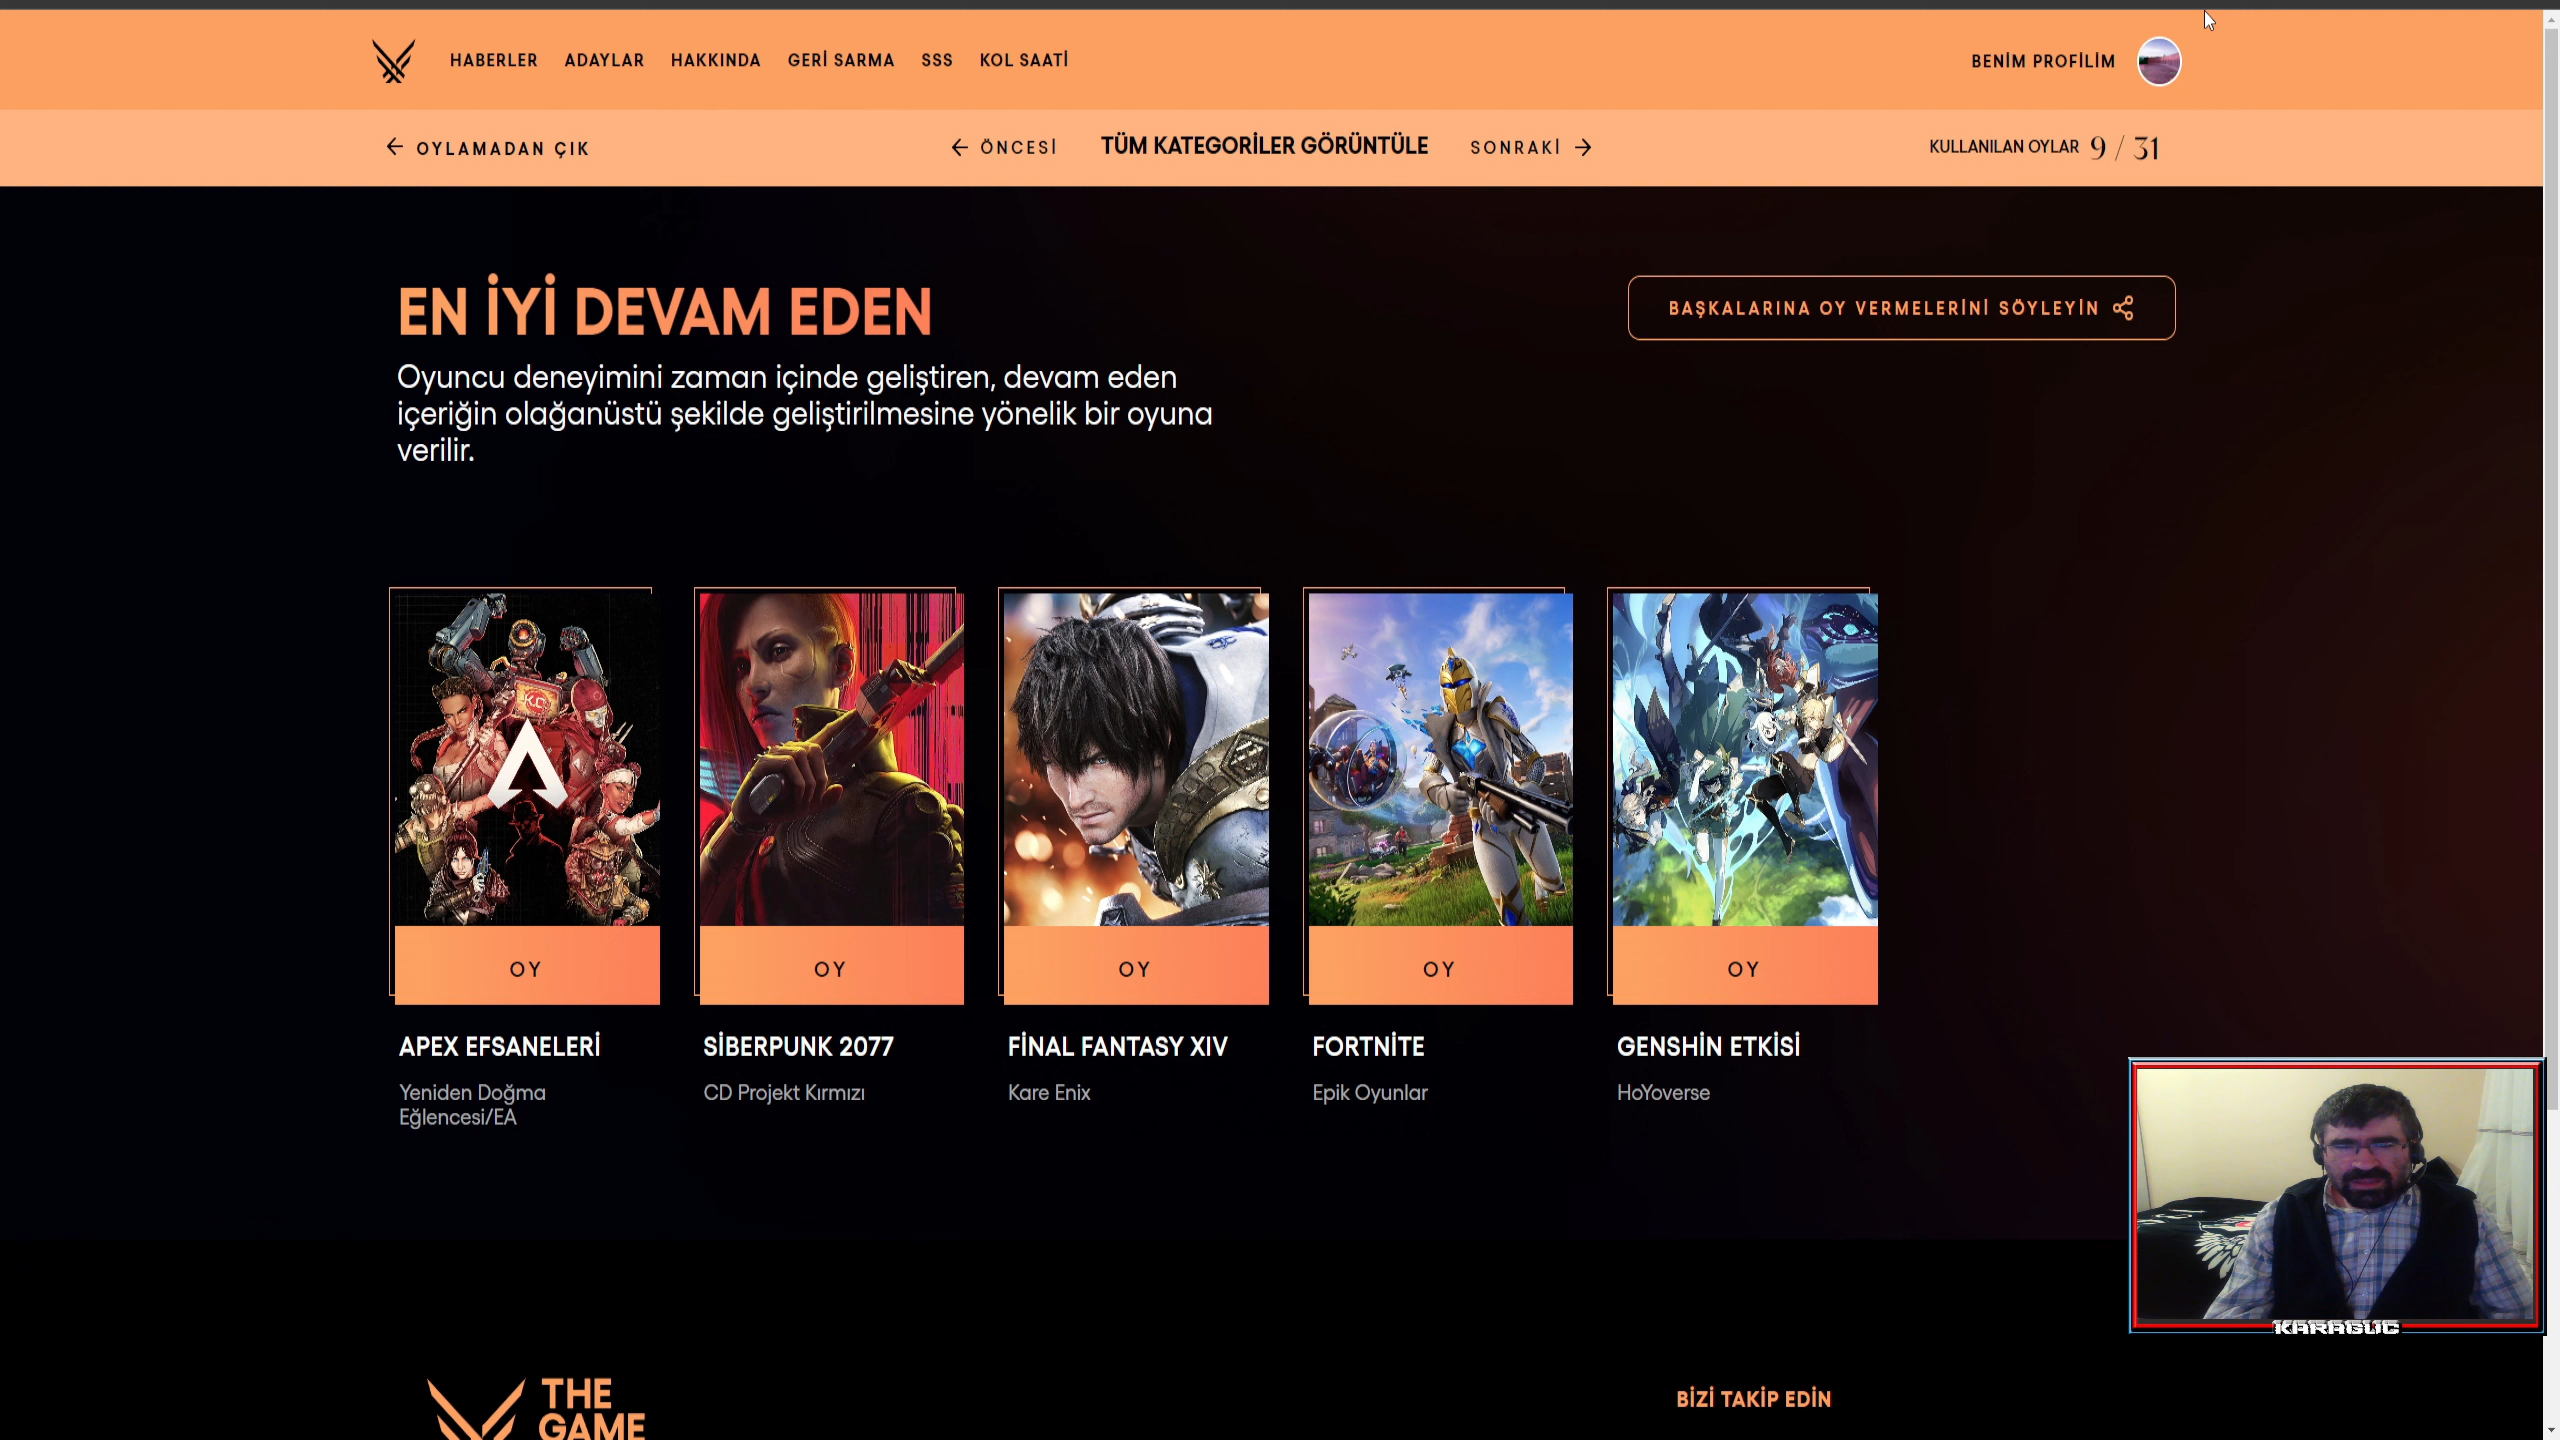 HABERLER ADAYLAR HAKKINDA GERİ SARMA SSS KOL SAATİ BENİM PROFİLİM
OYLAMADAN ÇIK ÖNCESİ TÜM KATEGORİLER GÖRÜNTÜLE SONRAKİ KULLANILAN OYLAR 9 / 31
EN İYİ DEVAM EDEN
BAŞKALARINA OY VERMELERİNİ SÖYLEYİN
Oyuncu deneyimini zaman içinde geliştiren, devam eden
içeriğin olağanüstü şekilde geliştirilmesine yönelik bir oyuna
verilir.
OY OY OY OY OY
APEX EFSANELERİ SİBERPUNK 2077 FİNAL FANTASY XIV FORTNİTE GENSHİN ETKİSİ
Yeniden Doğma CD Projekt Kırmızı Kare Enix Epik Oyunlar HoYoverse
Eğlencesi/EA
KARAGUC
THE
GAME
BİZİ TAKİP EDİN